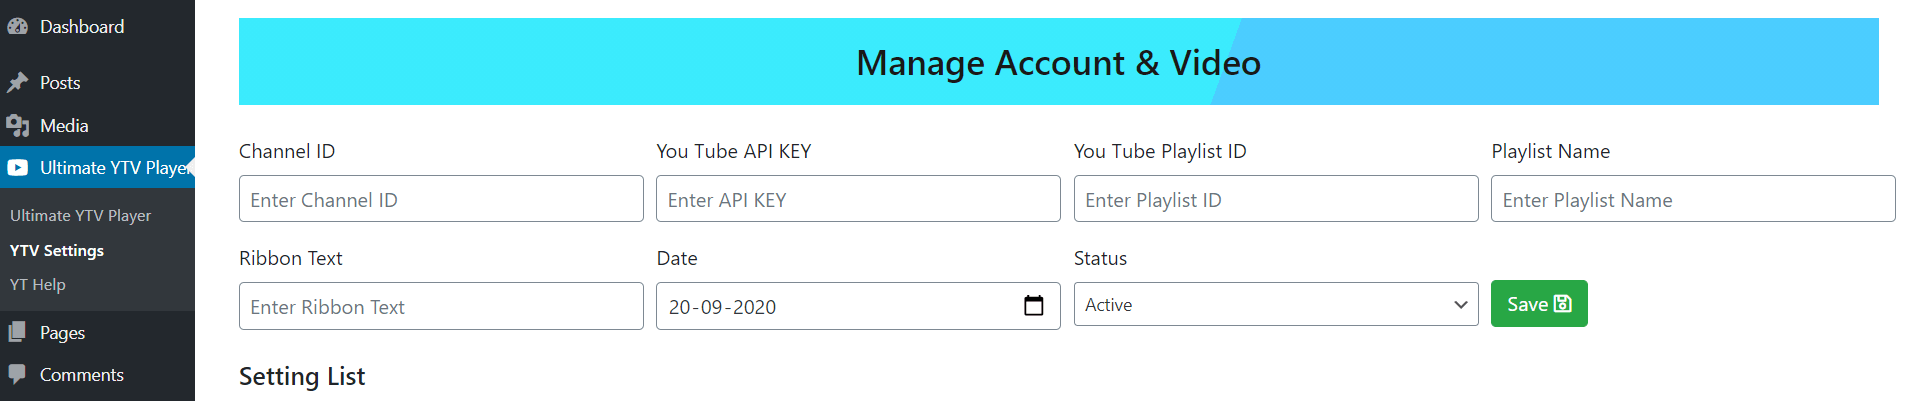 Dashboard
Posts
Media
Ultimate YTV Player
Ultimate YTV Player
YTV Settings
YT Help
Pages
Comments
Manage Account & Video
Channel ID
You Tube API KEY
You Tube Playlist ID
Playlist Name
Enter Channel ID
Enter API KEY
Enter Playlist ID
Enter Playlist Name
Ribbon Text
Date
Status
Enter Ribbon Text
20-09-2020
Active
Save
Setting List